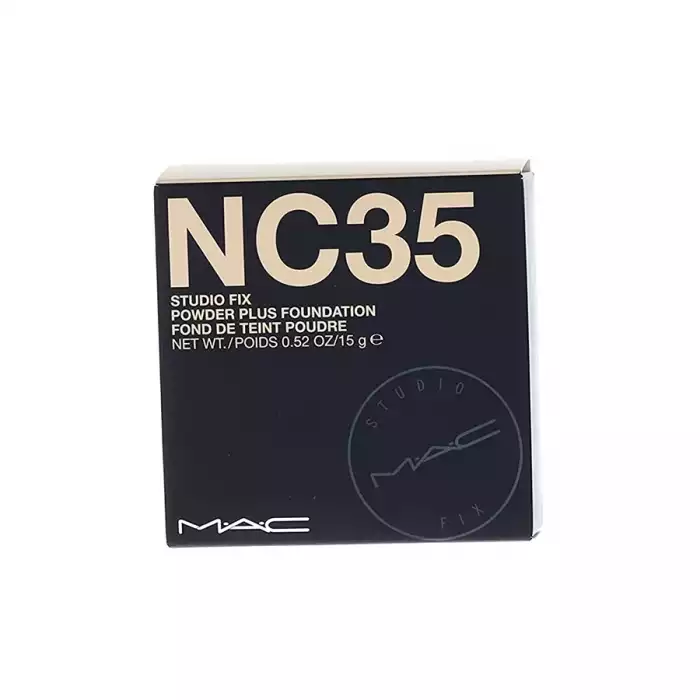 NC35
STUDIO FIX
POWDER PLUS FOUNDATION
FOND DE TEINT POUDRE
NET WT./POIDS 0.52 OZ/15 g ℮
STUDIO
M·A·C
FIX
M·A·C